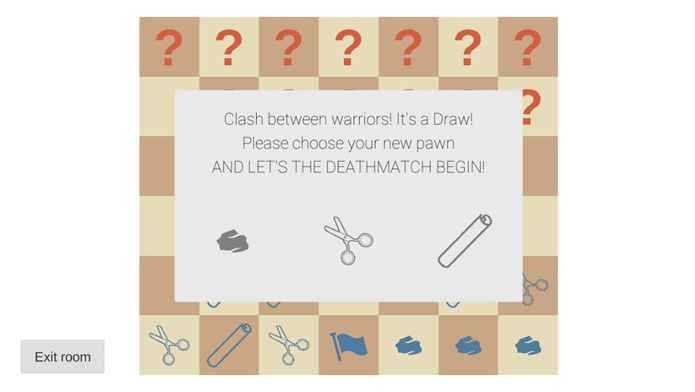 ? ? ? ? ? ? ?
?
Clash between warriors! It's a Draw!
Please choose your new pawn
AND LET'S THE DEATHMATCH BEGIN!
Exit room